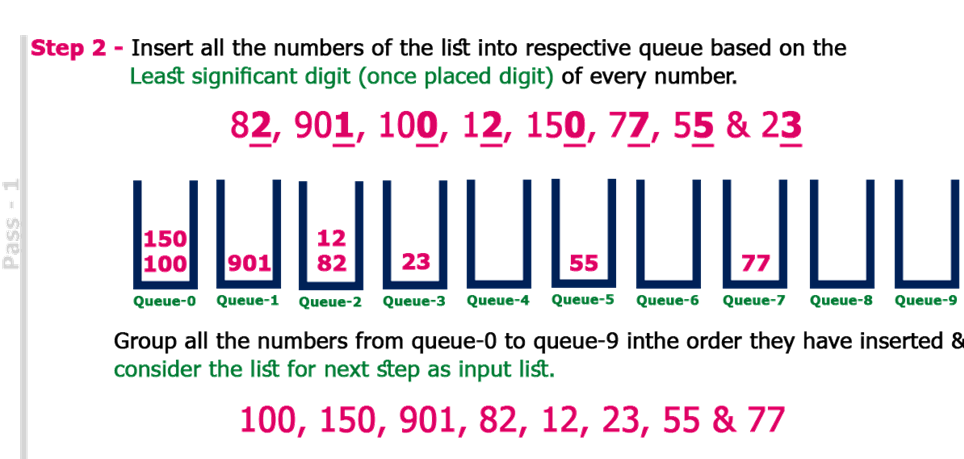 Step 2 - Insert all the numbers of the list into respective queue based on the
Least significant digit (once placed digit) of every number.
82, 901, 100, 12, 150, 77, 55 & 23
Pass - 1
150
100
901
12
82
23
55
77
Queue-0 Queue-1 Queue-2 Queue-3 Queue-4 Queue-5 Queue-6 Queue-7 Queue-8 Queue-9
Group all the numbers from queue-0 to queue-9 inthe order they have inserted &
consider the list for next step as input list.
100, 150, 901, 82, 12, 23, 55 & 77